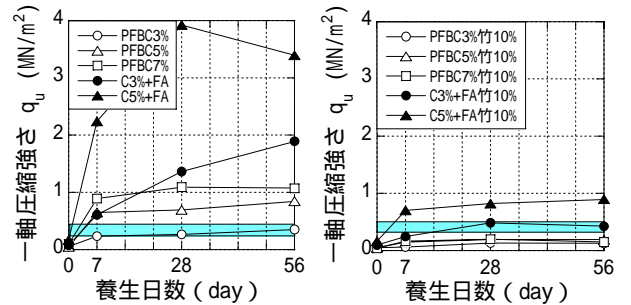 一軸圧縮強さ qu (MN/m²)
4
3
2
1
0
PFBC3%
PFBC5%
PFBC7%
C3%+FA
C5%+FA
0 7 28 56
養生日数（day）
一軸圧縮強さ qu (MN/m²)
4
3
2
1
0
PFBC3%竹10%
PFBC5%竹10%
PFBC7%竹10%
C3%+FA竹10%
C5%+FA竹10%
0 7 28 56
養生日数（day）